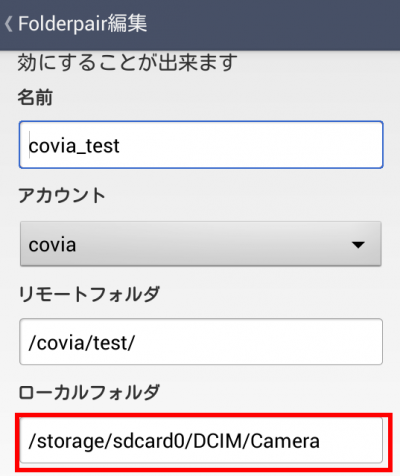 Folderpair編集
効にすることが出来ます
名前
covia_test
アカウント
covia
リモートフォルダ
/covia/test/
ローカルフォルダ
/storage/sdcard0/DCIM/Camera